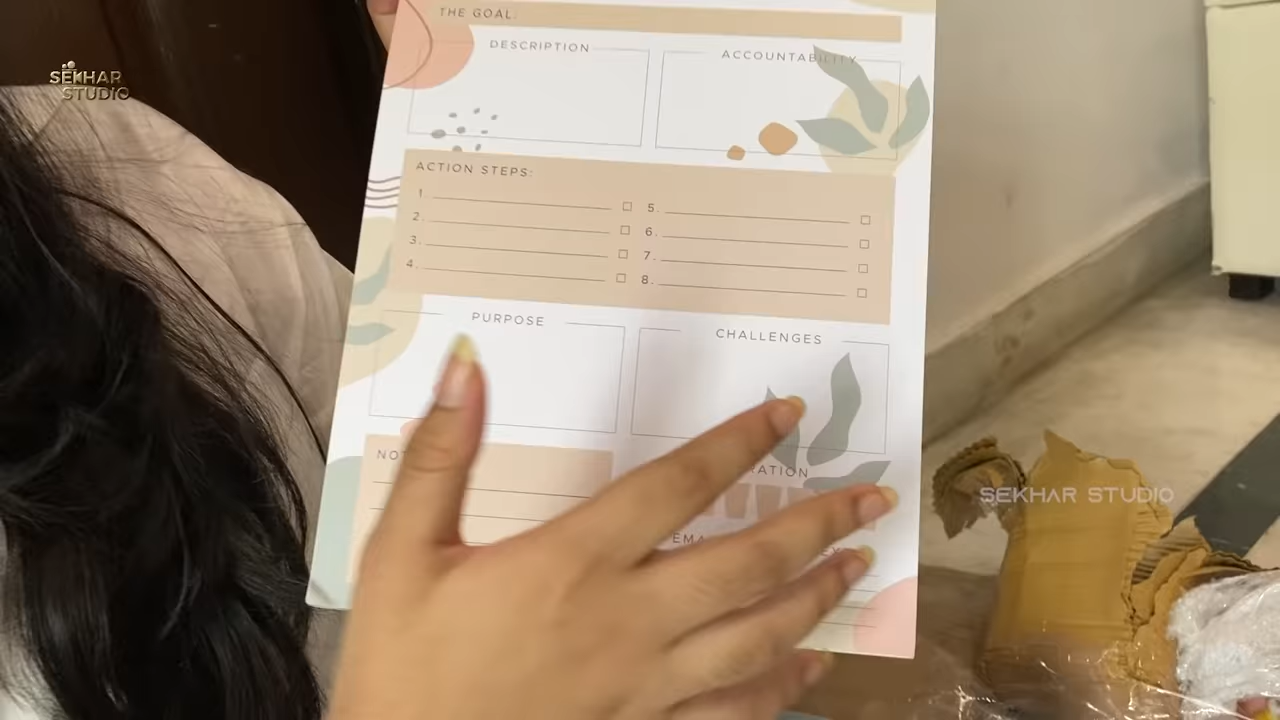 SEKHAR
STUDIO
THE GOAL:
DESCRIPTION
ACCOUNTABILITY
ACTION STEPS:
1.
2.
3.
4.
5.
6.
7.
8.
PURPOSE
CHALLENGES
SEKHAR STUDIO